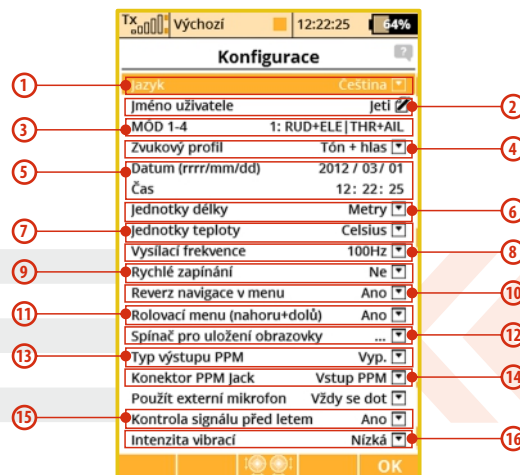 Tx Výchozí 12:22:25 64%
Konfigurace ?
1 Jazyk Čeština
Jméno uživatele Jeti 2
3 MÓD 1-4 1: RUD+ELE|THR+AIL
Zvukový profil Tón + hlas 4
5 Datum (rrrr/mm/dd) 2012 / 03 / 01
Čas 12: 22: 25
Jednotky délky Metry 6
7 Jednotky teploty Celsius
Vysílací frekvence 100Hz 8
9 Rychlé zapínání Ne
Reverz navigace v menu Ano 10
11 Rolovací menu (nahoru+dolů) Ano
Spínač pro uložení obrazovky ... 12
13 Typ výstupu PPM Vyp.
Konektor PPM Jack Vstup PPM 14
Použít externí mikrofon Vždy se dot
15 Kontrola signálu před letem Ano
Intenzita vibrací Nízká 16
OK